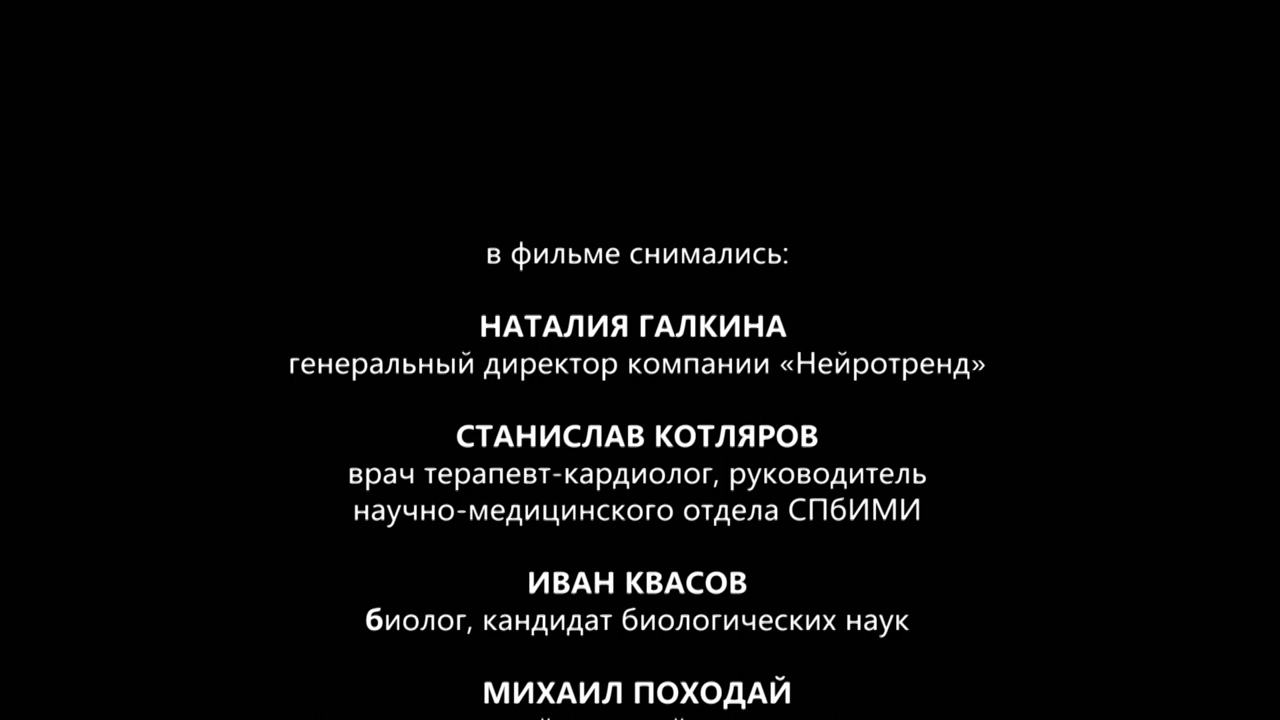 в фильме снимались:
НАТАЛИЯ ГАЛКИНА
генеральный директор компании «Нейротренд»
СТАНИСЛАВ КОТЛЯРОВ
врач терапевт-кардиолог, руководитель
научно-медицинского отдела СПбИМИ
ИВАН КВАСОВ
биолог, кандидат биологических наук
МИХАИЛ ПОХОДАЙ